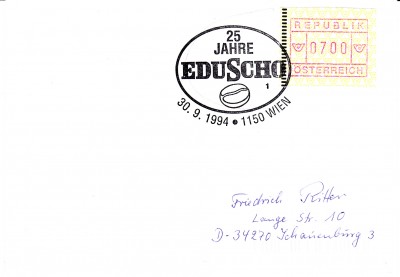 25
JAHRE
EDUSCHO
1
30. 9. 1994 • 1150 WIEN
REPUBLIK
0700
ÖSTERREICH
Friedrich Ritter
Lange Str. 10
D-34270 Schauenburg 3